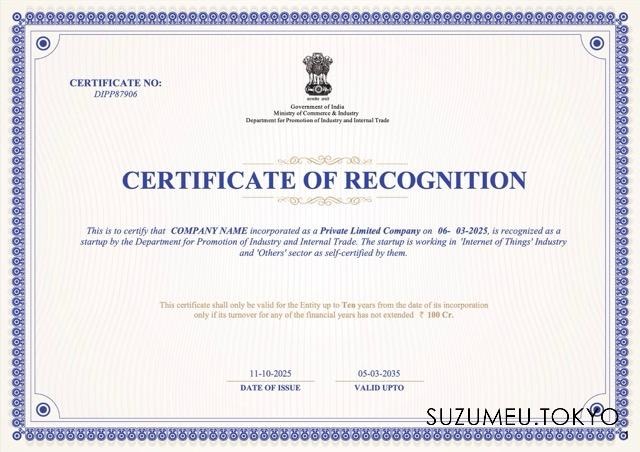 CERTIFICATE NO:
DIPP87906
सत्यमेव जयते
Government of India
Ministry of Commerce & Industry
Department for Promotion of Industry and Internal Trade
CERTIFICATE OF RECOGNITION
This is to certify that COMPANY NAME incorporated as a Private Limited Company on 06- 03-2025, is recognized as a
startup by the Department for Promotion of Industry and Internal Trade. The startup is working in 'Internet of Things' Industry
and 'Others' sector as self-certified by them.
This certificate shall only be valid for the Entity up to Ten years from the date of its incorporation
only if its turnover for any of the financial years has not extended ₹ 100 Cr.
11-10-2025
DATE OF ISSUE
05-03-2035
VALID UPTO
SUZUMEU.TOKYO